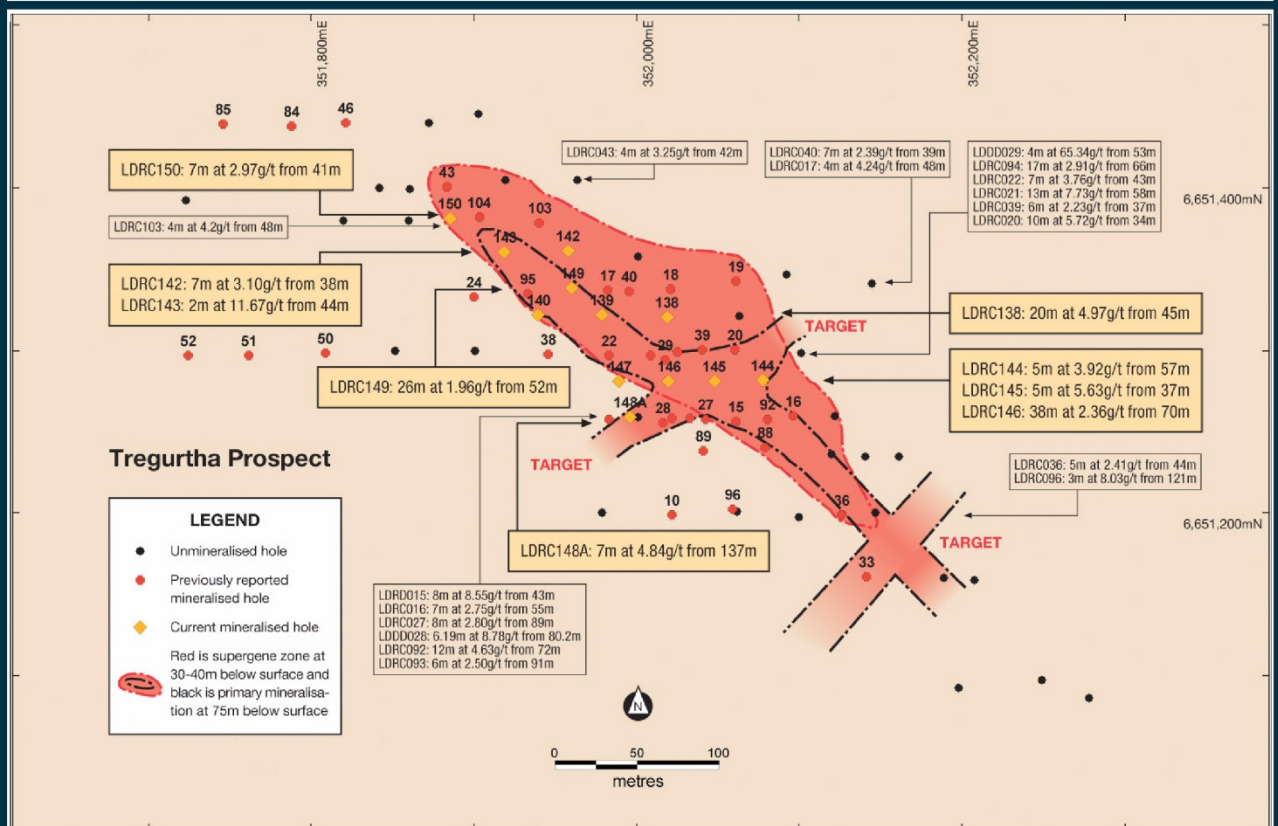 351,800mE
352,000mE
352,200mE
85
84
46
LDRC043: 4m at 3.25g/t from 42m
LDRC040: 7m at 2.39g/t from 39m
LDRC017: 4m at 4.24g/t from 48m
LDDD029: 4m at 65.34g/t from 53m
LDRC094: 17m at 2.91g/t from 66m
LDRC022: 7m at 3.76g/t from 43m
LDRC021: 13m at 7.73g/t from 58m
LDRC039: 6m at 2.23g/t from 37m
LDRC020: 10m at 5.72g/t from 34m
6,651,400mN
LDRC150: 7m at 2.97g/t from 41m
LDRC103: 4m at 4.2g/t from 48m
LDRC142: 7m at 3.10g/t from 38m
LDRC143: 2m at 11.67g/t from 44m
43
150
104
103
143
142
149
24
95
140
17
40
18
19
139
138
TARGET
LDRC138: 20m at 4.97g/t from 45m
52
51
50
38
22
29
39
20
147
146
145
144
LDRC149: 26m at 1.96g/t from 52m
LDRC144: 5m at 3.92g/t from 57m
LDRC145: 5m at 5.63g/t from 37m
LDRC146: 38m at 2.36g/t from 70m
148A
28
27
15
92
16
89
88
TARGET
Tregurtha Prospect
LDRC036: 5m at 2.41g/t from 44m
LDRC096: 3m at 8.03g/t from 121m
10
96
36
6,651,200mN
TARGET
33
LDRC148A: 7m at 4.84g/t from 137m
LDRD015: 8m at 8.55g/t from 43m
LDRC016: 7m at 2.75g/t from 55m
LDRC027: 8m at 2.80g/t from 89m
LDDD028: 6.19m at 8.78g/t from 80.2m
LDRC092: 12m at 4.63g/t from 72m
LDRC093: 6m at 2.50g/t from 91m
LEGEND
Unmineralised hole
Previously reported
mineralised hole
Current mineralised hole
Red is supergene zone at
30-40m below surface and
black is primary mineralisa-
tion at 75m below surface
N
0 50 100
metres